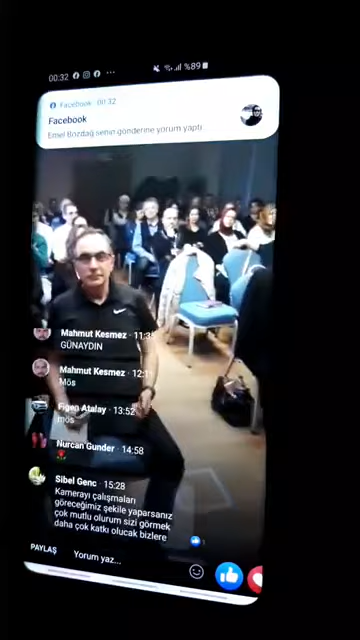 00:32
%89
Facebook · 00:32
Facebook
Emel Bozdağ senin gönderine yorum yaptı
Mahmut Kesmez · 11:3
GÜNAYDIN
Mahmut Kesmez · 12:1
Mös
Figen Atalay · 13:52
mös
Nurcan Gunder · 14:58
Sibel Genc · 15:28
Kamerayı çalışmaları
göreceğimiz şekile yaparsanız
çok mutlu olurum sizi görmek
daha çok katkı olucak bizlere
PAYLAŞ
Yorum yaz...